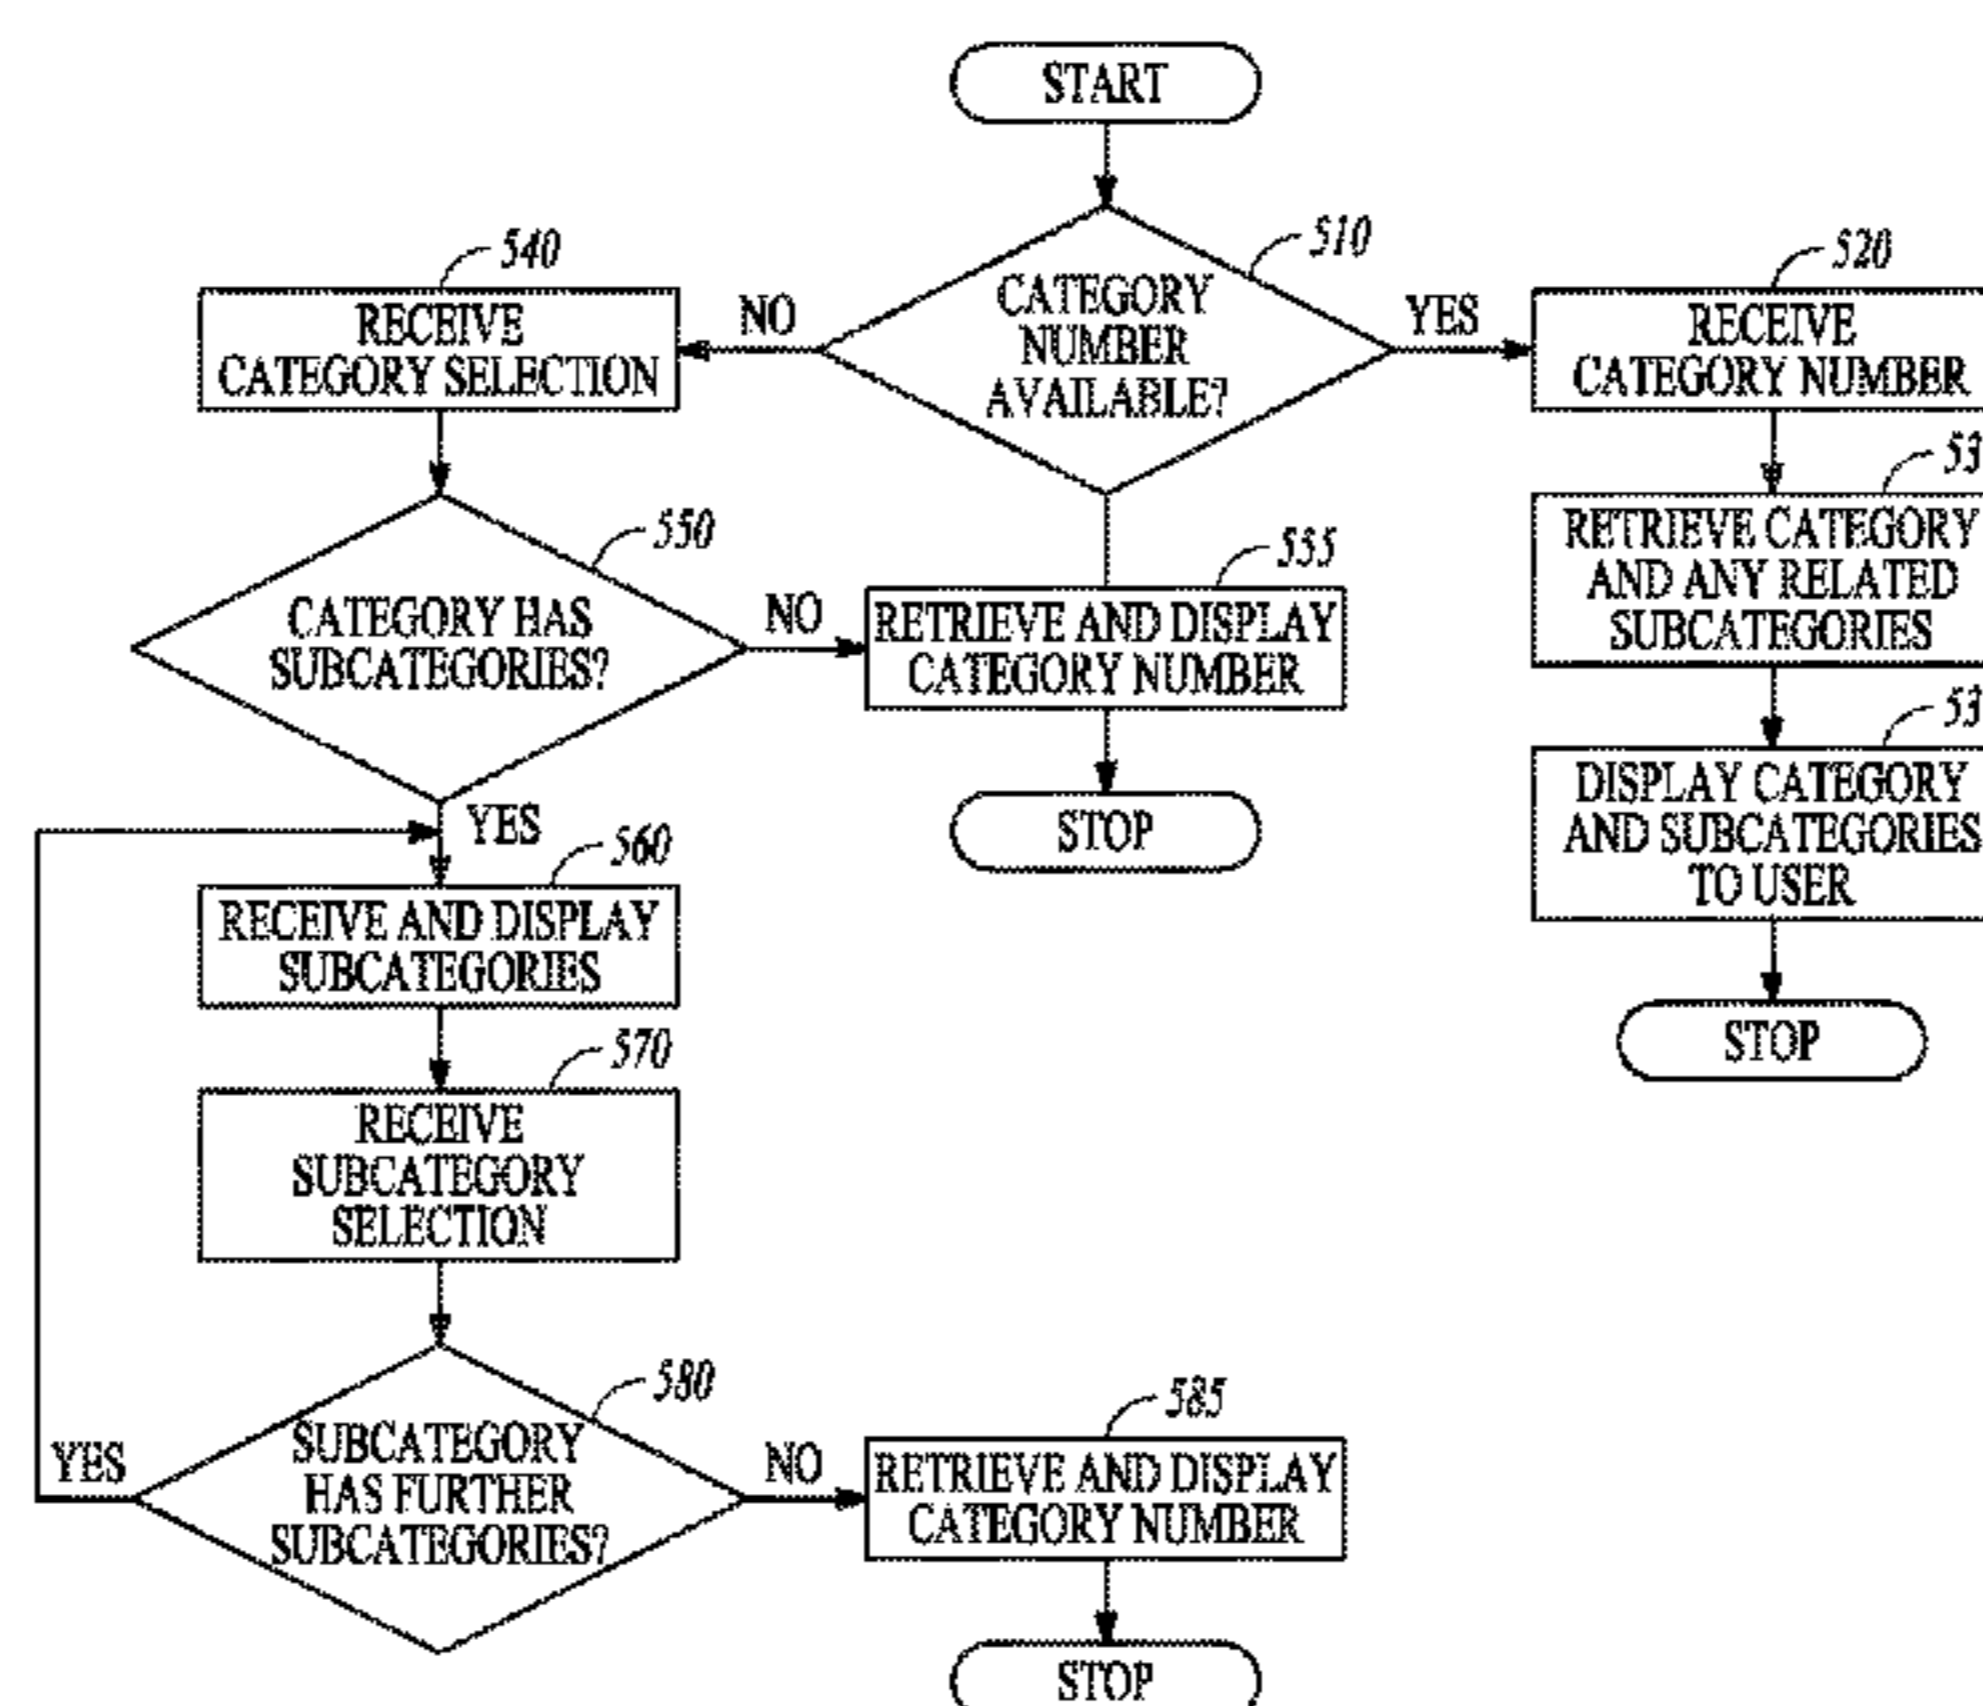 START
510
CATEGORY
NUMBER
AVAILABLE?
NO
YES
540
RECEIVE
CATEGORY SELECTION
520
RECEIVE
CATEGORY NUMBER
550
CATEGORY HAS
SUBCATEGORIES?
NO
YES
535
RETRIEVE AND DISPLAY
CATEGORY NUMBER
STOP
53
RETRIEVE CATEGORY
AND ANY RELATED
SUBCATEGORIES
53
DISPLAY CATEGORY
AND SUBCATEGORIES
TO USER
STOP
560
RECEIVE AND DISPLAY
SUBCATEGORIES
570
RECEIVE
SUBCATEGORY
SELECTION
580
SUBCATEGORY
HAS FURTHER
SUBCATEGORIES?
YES
NO
585
RETRIEVE AND DISPLAY
CATEGORY NUMBER
STOP